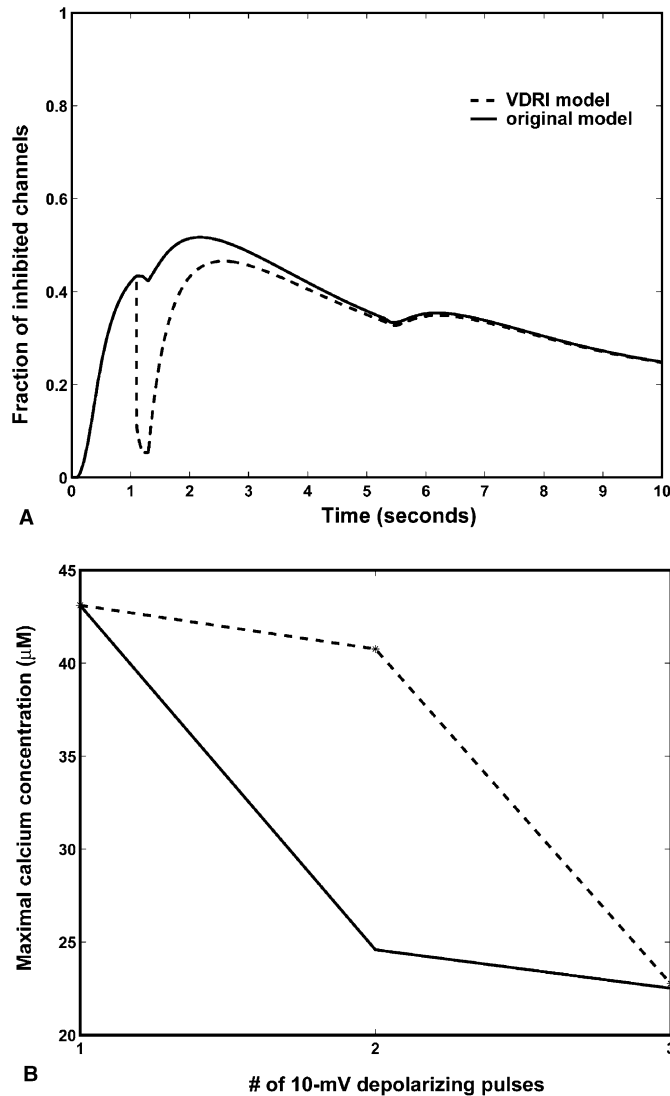 1
0.8
0.6
0.4
0.2
0
Fraction of inhibited channels
VDRI model
original model
0 1 2 3 4 5 6 7 8 9 10
Time (seconds)
A
45
40
35
30
25
20
Maximal calcium concentration (μM)
1 2 3
# of 10-mV depolarizing pulses
B